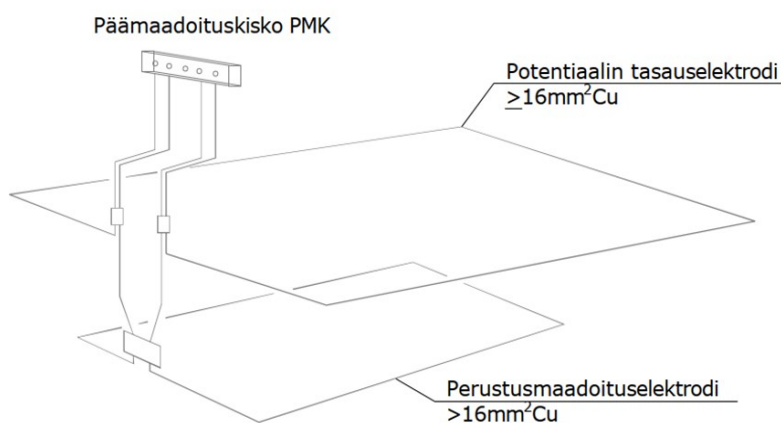 Päämaadoituskisko PMK
Potentiaalin tasauselektrodi
≥16mm²Cu
Perustusmaadoituselektrodi
>16mm²Cu